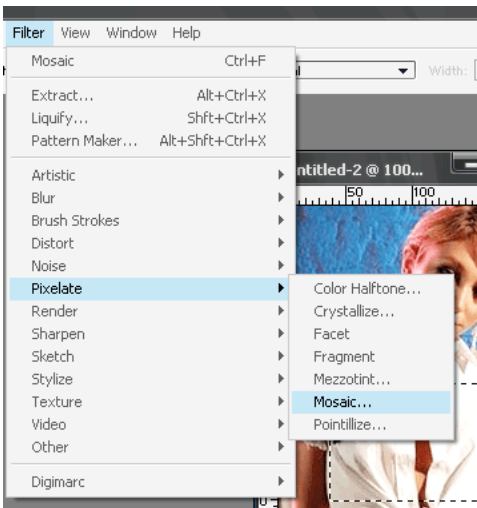 Filter View Window Help
Mosaic Ctrl+F
Width:
Extract... Alt+Ctrl+X
Liquify... Shft+Ctrl+X
Pattern Maker... Alt+Shft+Ctrl+X
ntitled-2 @ 100...
Artistic
50 100
Blur
Brush Strokes
Distort
Noise
Pixelate
Color Halftone...
Render
Crystallize...
Sharpen
Facet
Sketch
Fragment
Stylize
Mezzotint...
Texture
Mosaic...
Video
Pointillize...
Other
Digimarc